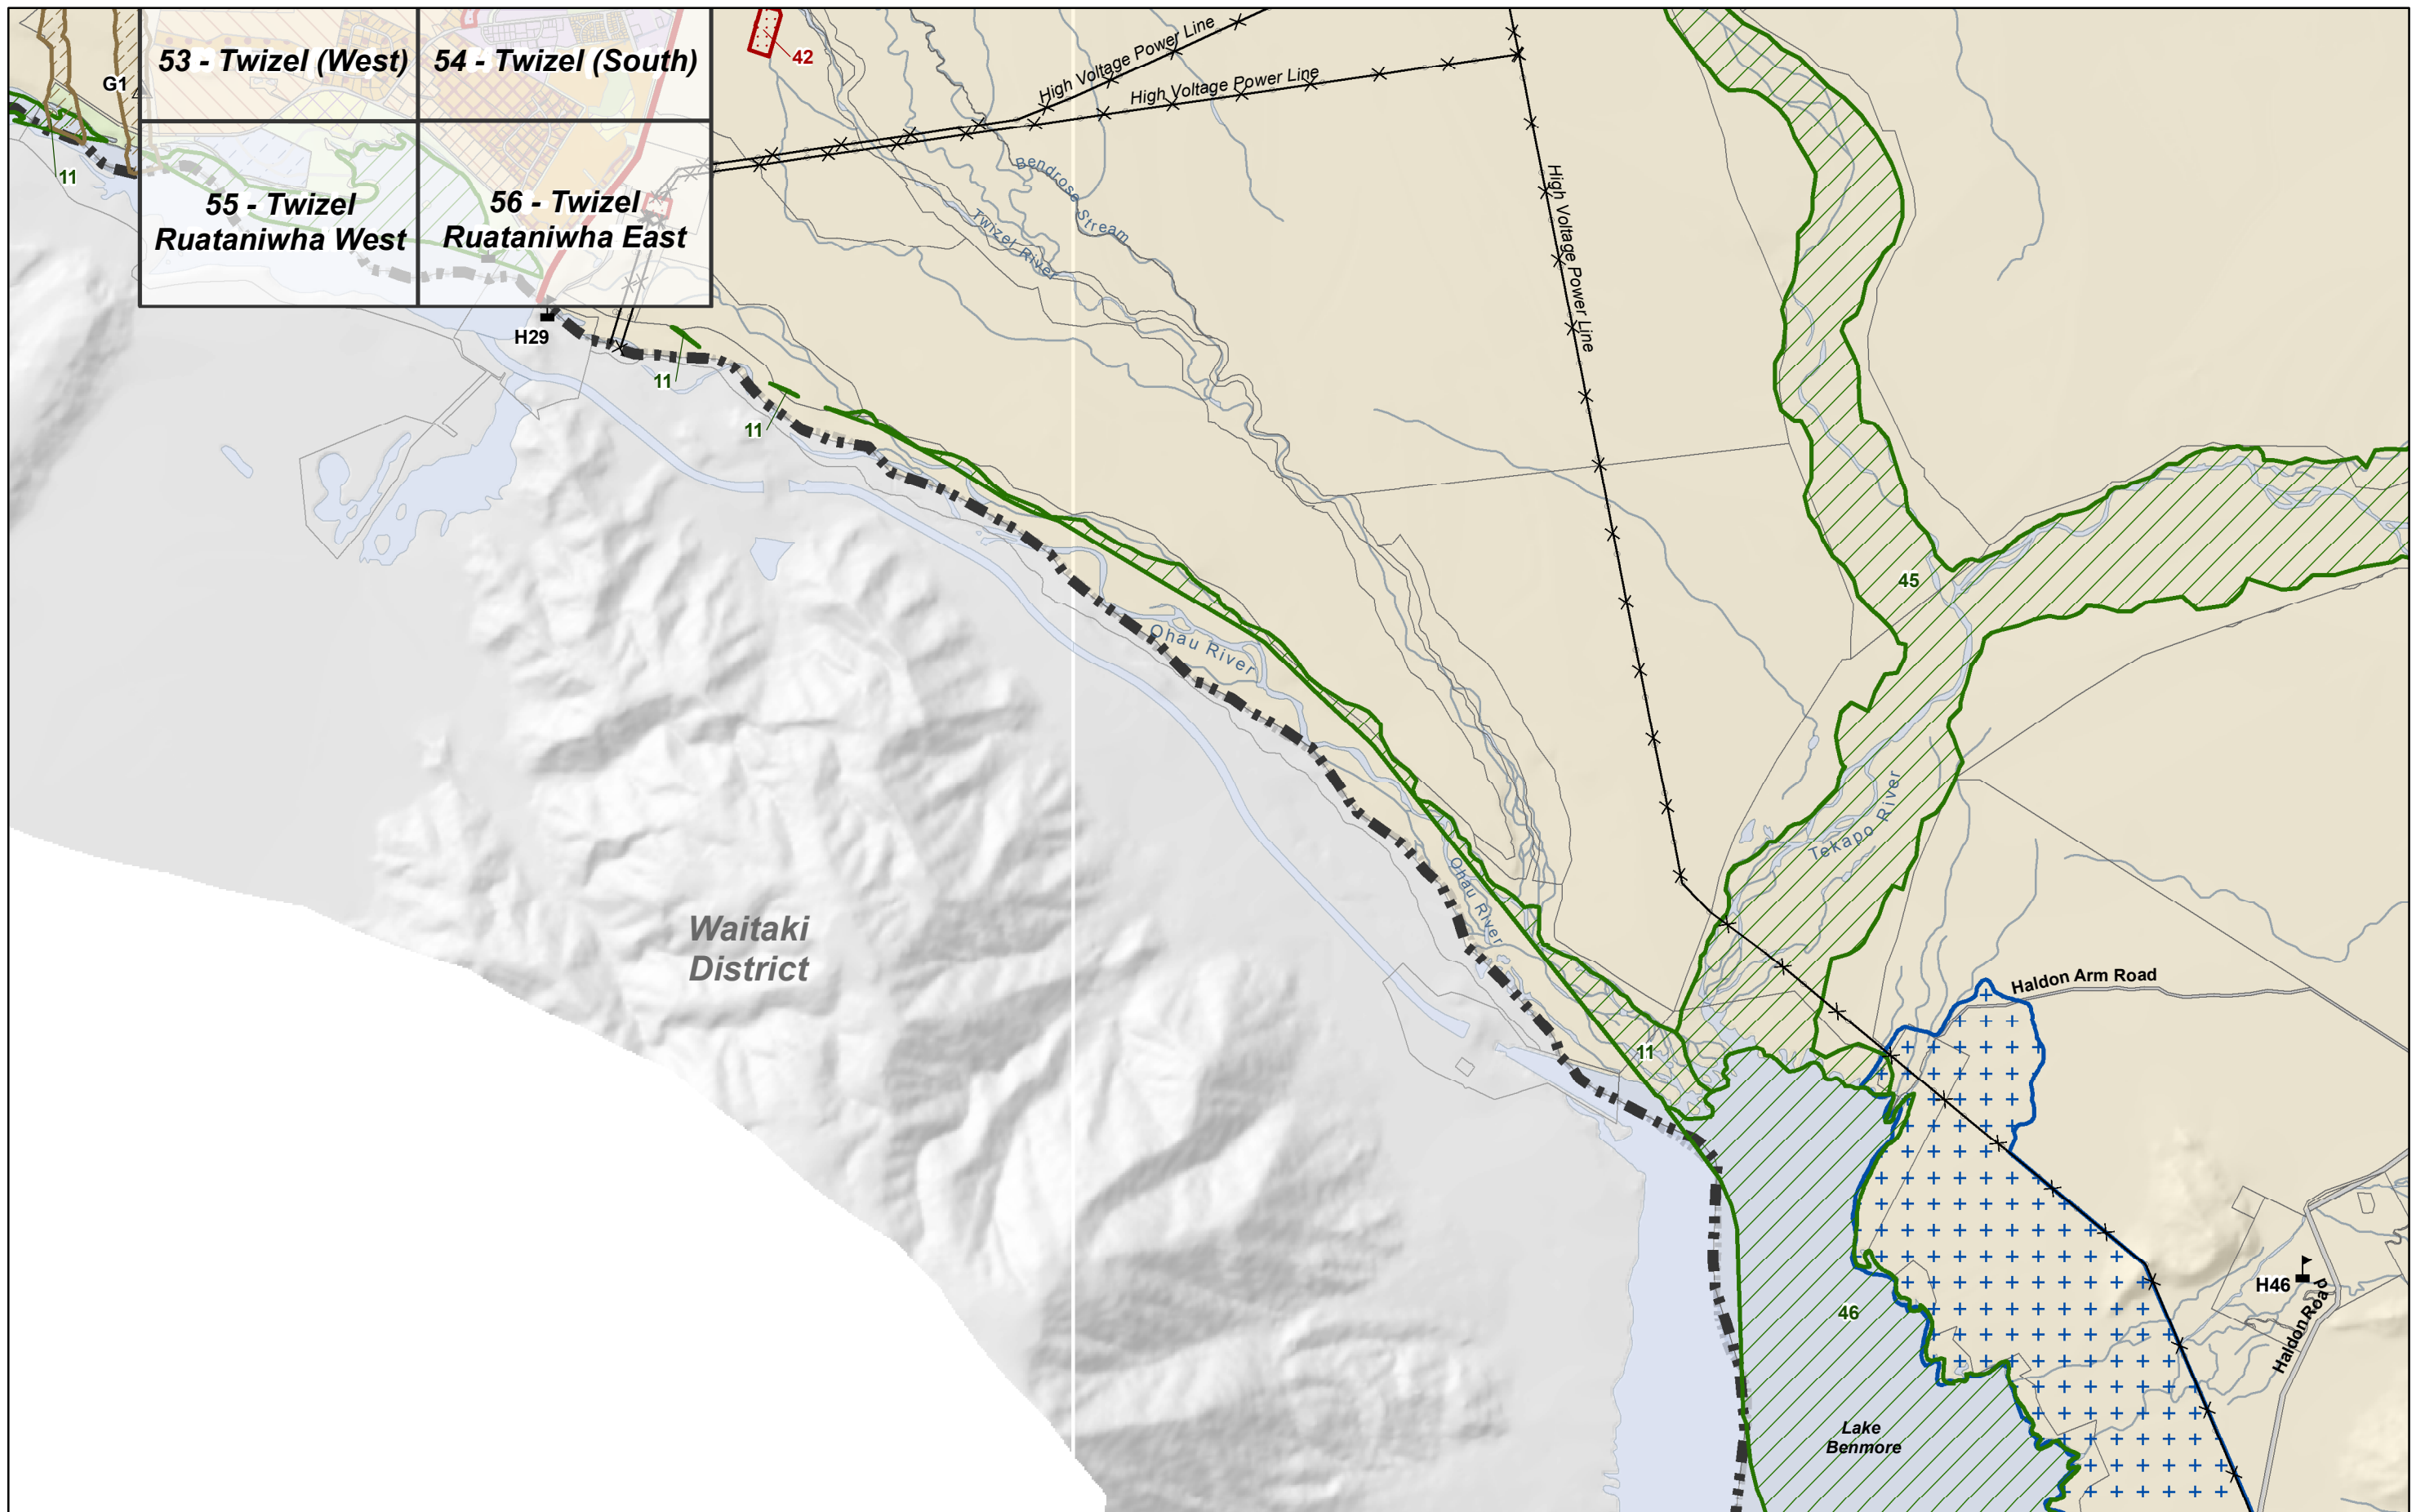 53 - Twizel (West)
54 - Twizel (South)
42
High Voltage Power Line
High Voltage Power Line
G1
11
Bendrose Stream
Twizel River
High Voltage Power Line
55 - Twizel
Ruataniwha West
56 - Twizel
Ruataniwha East
H29
11
11
45
Ohau River
Tekapo River
Ohau River
Waitaki
District
Haldon Arm Road
11
H46
Haldon Road
46
Lake
Benmore